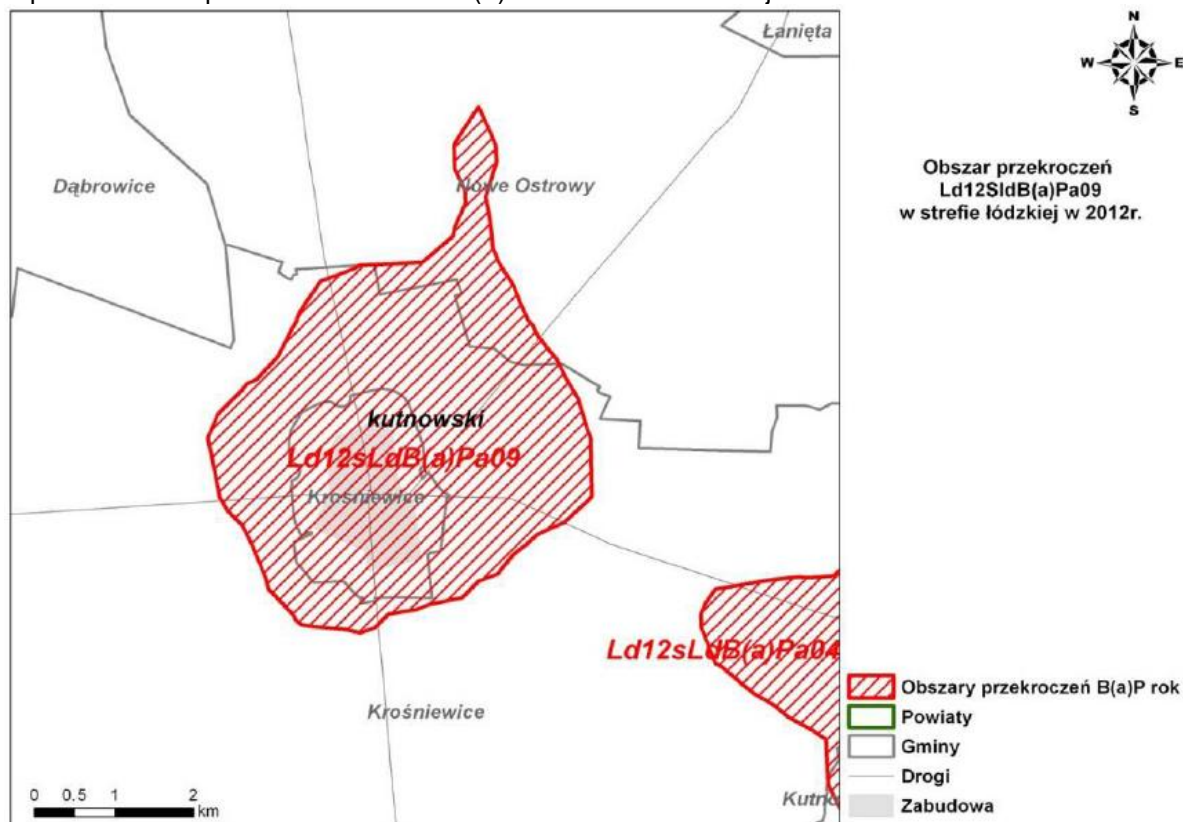 Łanięta
N
W
E
S
Obszar przekroczeń
Ld12SldB(a)Pa09
w strefie łódzkiej w 2012r.
Dąbrowice
Nowe Ostrowy
kutnowski
Ld12sLdB(a)Pa09
Krośniewice
Ld12sLdB(a)Pa04
Krośniewice
Kutno
Obszary przekroczeń B(a)P rok
Powiaty
Gminy
Drogi
Zabudowa
0 0.5 1 2
km